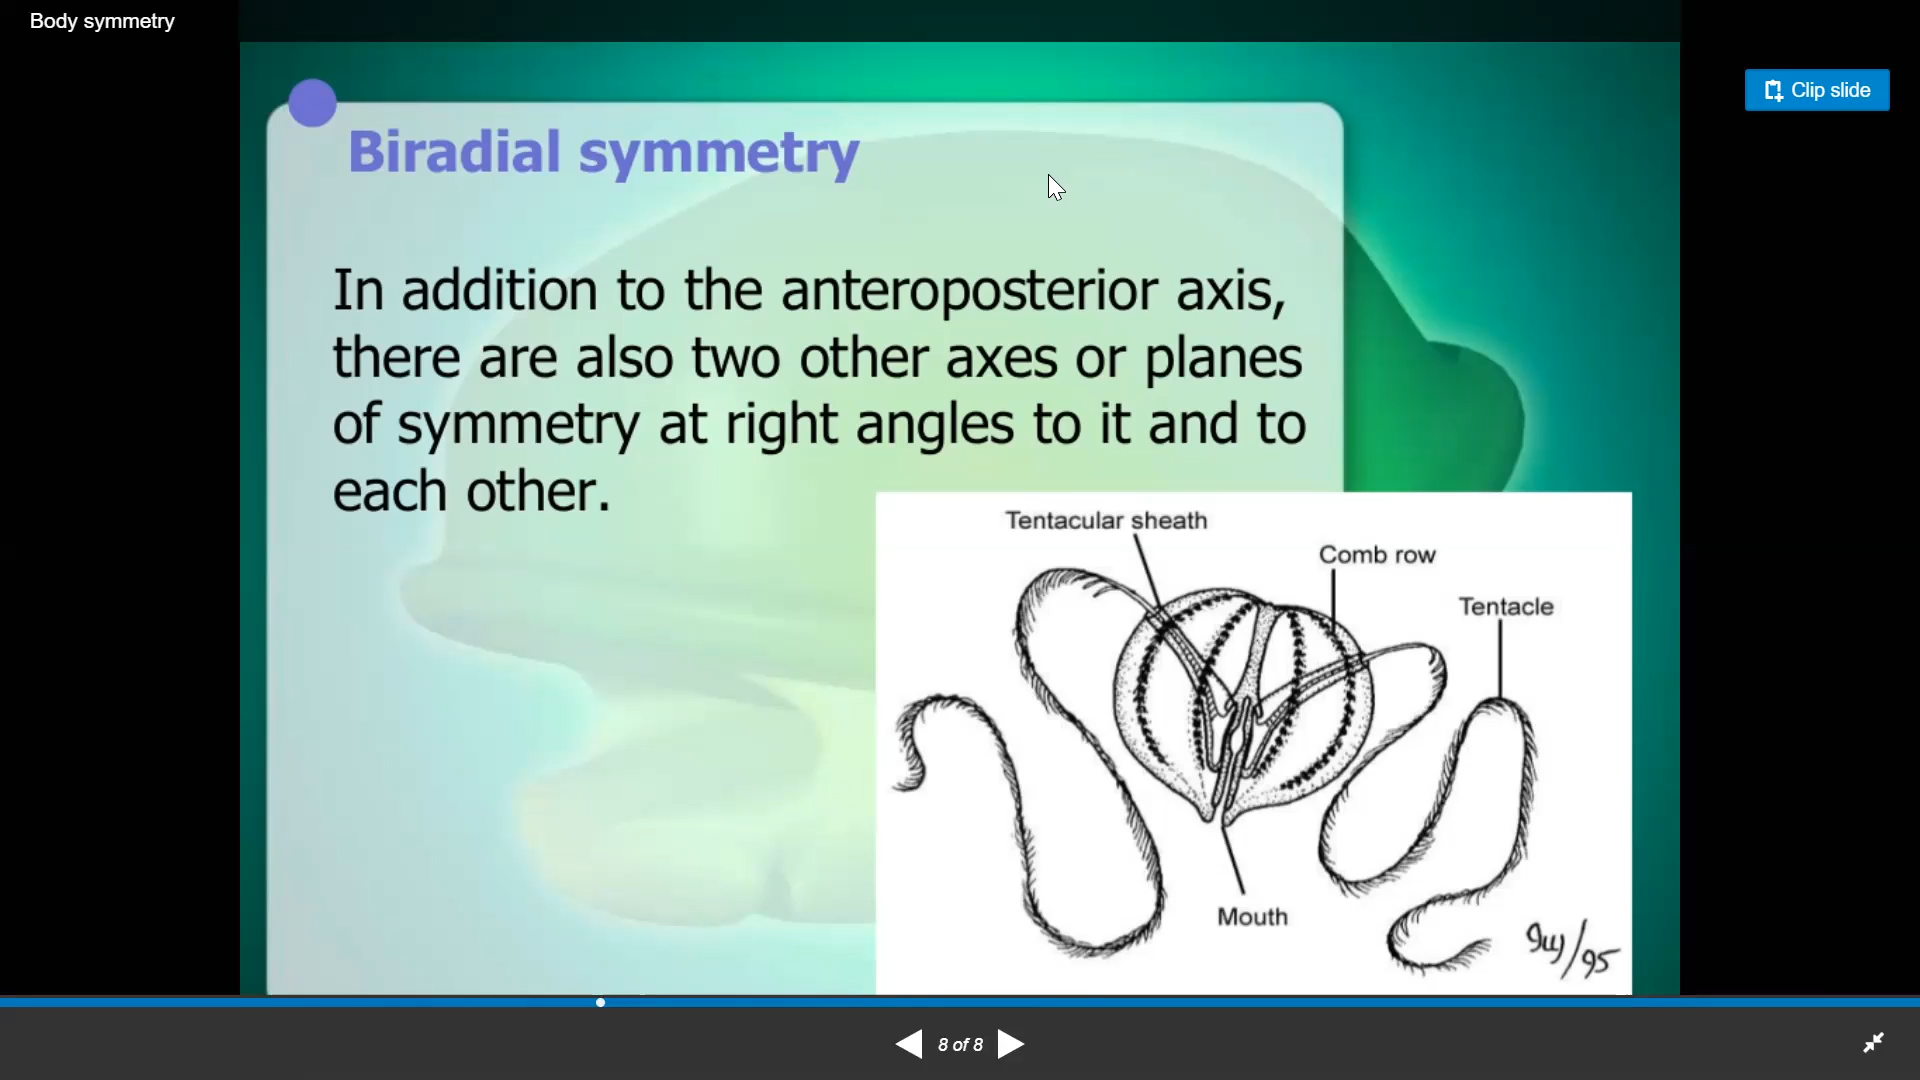 Body symmetry
Clip slide
Biradial symmetry
In addition to the anteroposterior axis,
there are also two other axes or planes
of symmetry at right angles to it and to
each other.
Tentacular sheath
Comb row
Tentacle
Mouth
8 of 8